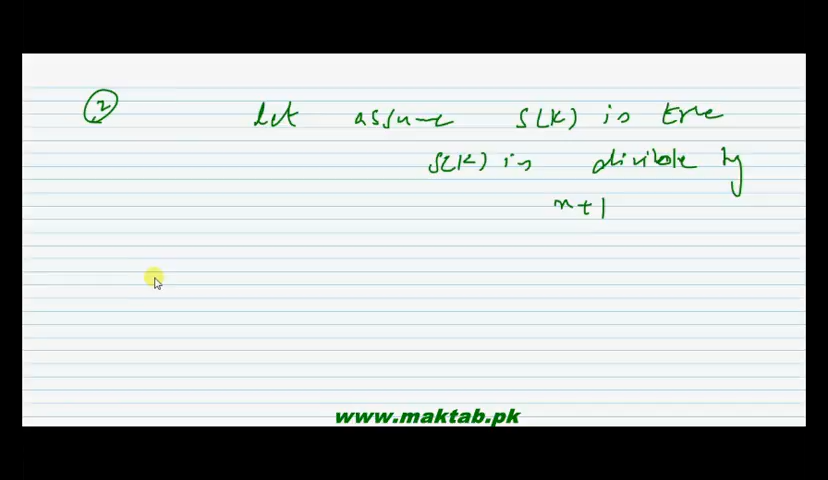 ② let assume S(K) is true
S(K) is divisible by
x+1
www.maktab.pk